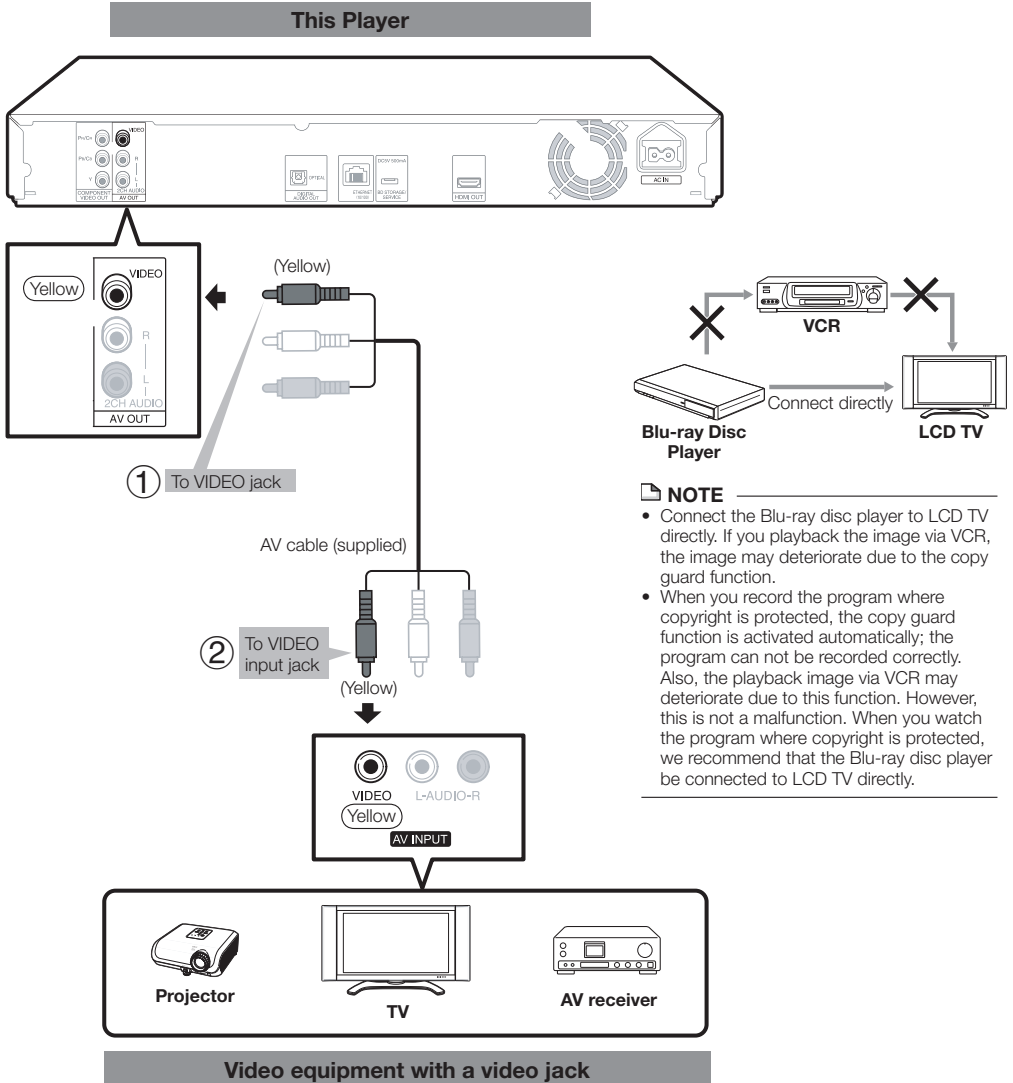 This Player
PR/CR
PB/CB
Y
COMPONENT
VIDEO OUT
VIDEO
R
L
2CH AUDIO
AV OUT
OPTICAL
DIGITAL
AUDIO OUT
ETHERNET
DC5V 500mA
BD STORAGE/
SERVICE
HDMI OUT
AC IN
Yellow
VIDEO
R
L
2CH AUDIO
AV OUT
(Yellow)
1 To VIDEO jack
AV cable (supplied)
2 To VIDEO
input jack
(Yellow)
VIDEO
L-AUDIO-R
Yellow
AV INPUT
Projector
TV
AV receiver
Video equipment with a video jack
VCR
Connect directly
Blu-ray Disc
Player
LCD TV
NOTE
• Connect the Blu-ray disc player to LCD TV
directly. If you playback the image via VCR,
the image may deteriorate due to the copy
guard function.
• When you record the program where
copyright is protected, the copy guard
function is activated automatically; the
program can not be recorded correctly.
Also, the playback image via VCR may
deteriorate due to this function. However,
this is not a malfunction. When you watch
the program where copyright is protected,
we recommend that the Blu-ray disc player
be connected to LCD TV directly.